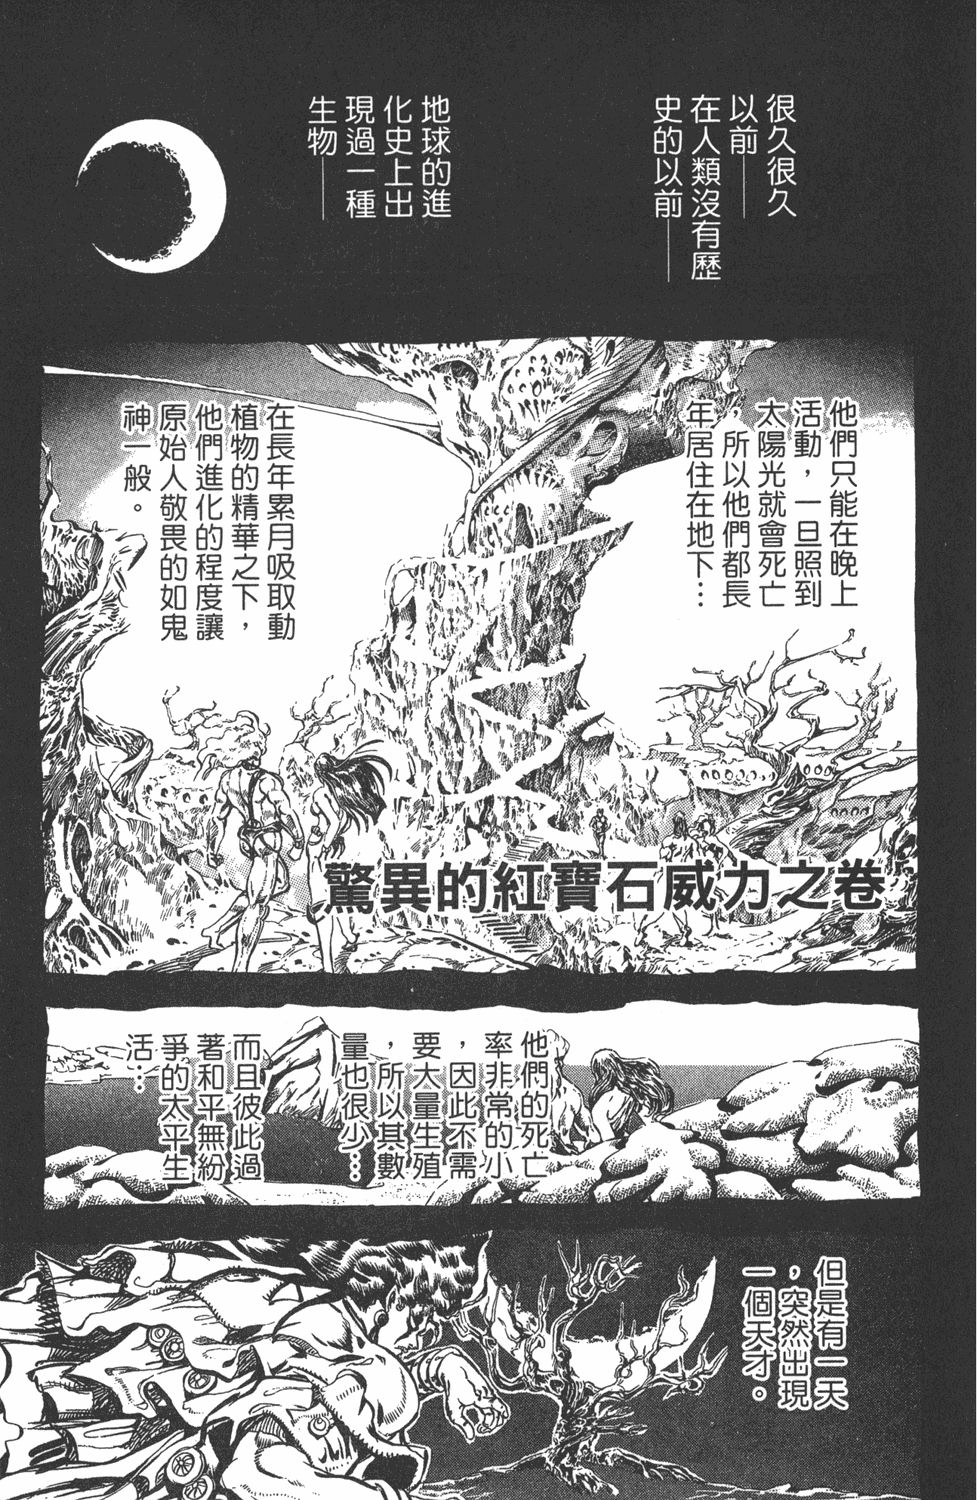 很久很久
以前——
在人類沒有歷
史的以前——
地球的進
化史上出
現過一種
生物——
他們只能在晚上
活動，一旦照到
太陽光就會死亡
，所以他們都長
年居住在地下…
在長年累月吸取動
植物的精華之下，
他們進化的程度讓
原始人敬畏的如鬼
神一般。
驚異的紅寶石威力之卷
他們的死亡
率非常的小
，因此不需
要大量生殖
，所以其數
量也很少…
而且彼此過
著和平無紛
爭的太平生
活…
但是有一天
，突然出現
一個天才。